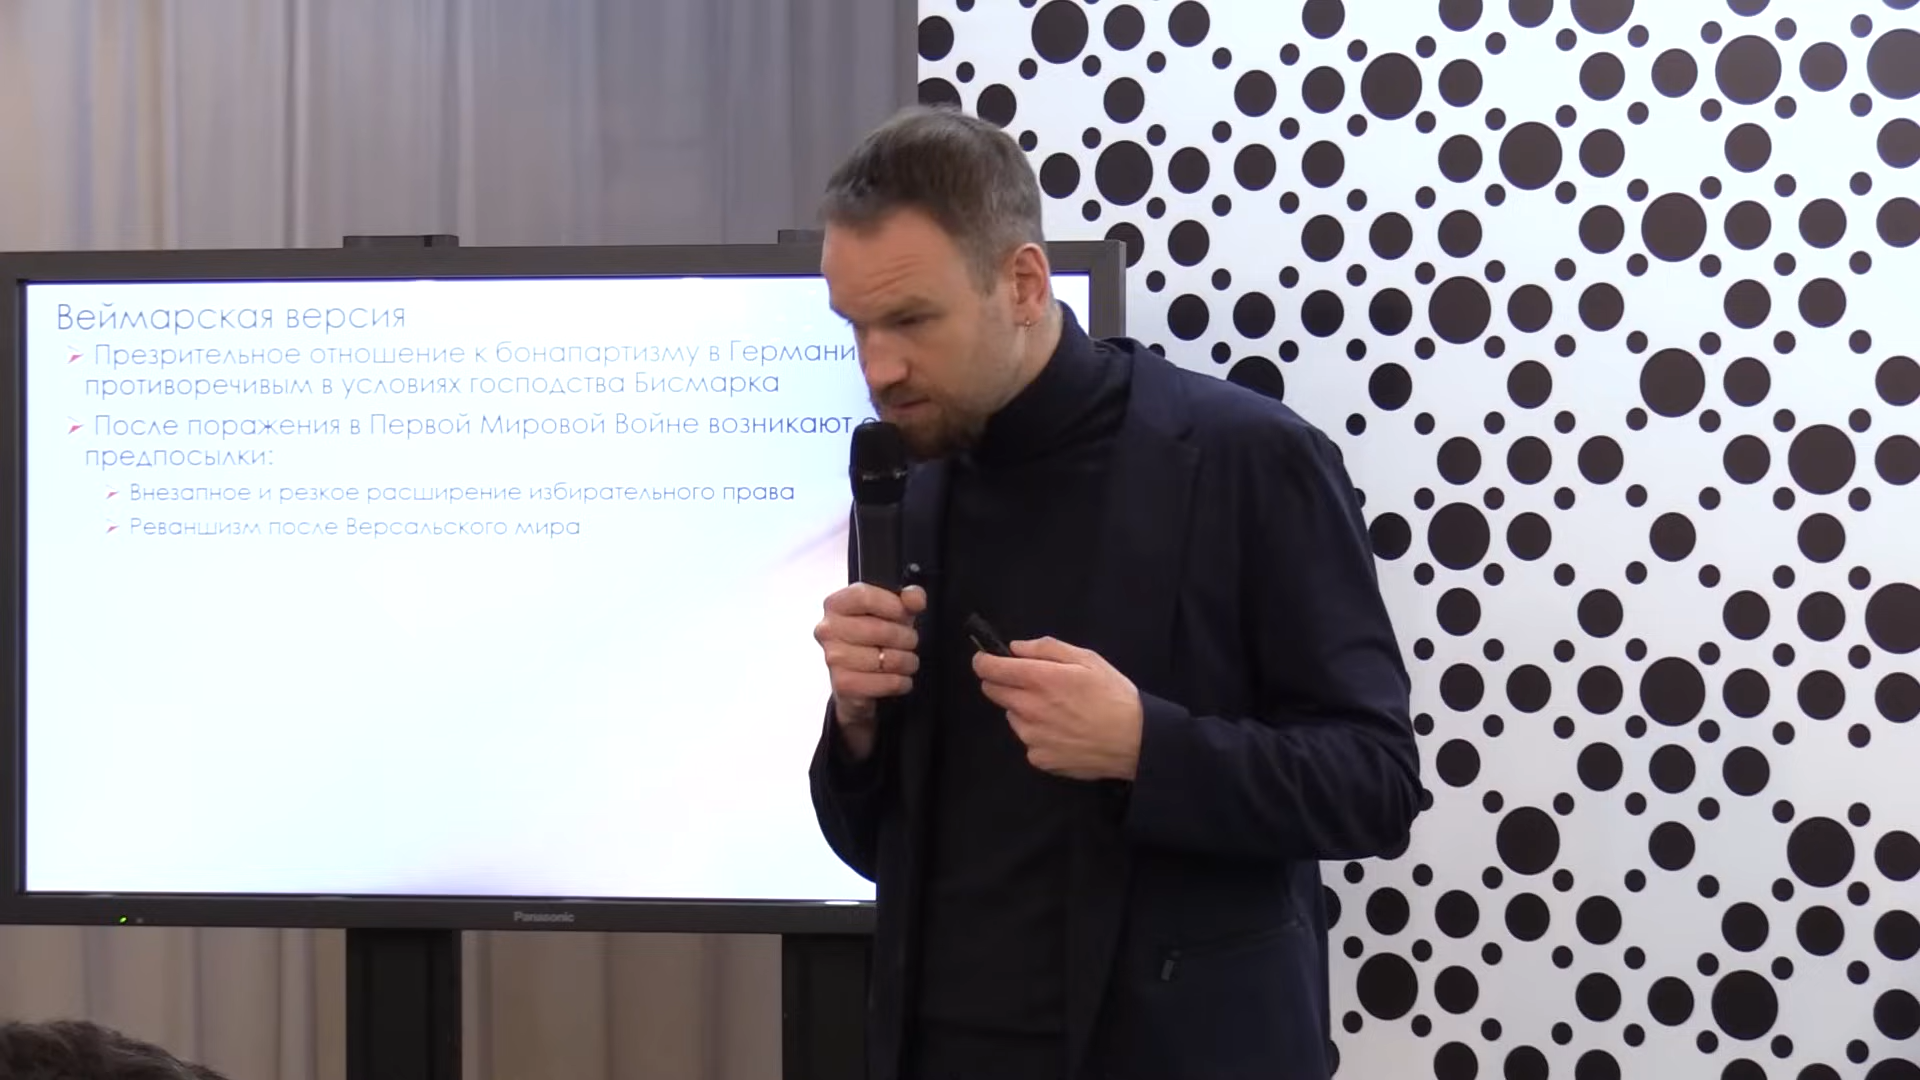 Веймарская версия
Презрительное отношение к бонапартизму в Германи
противоречивым в условиях господства Бисмарка
После поражения в Первой Мировой Войне возникают
предпосылки:
Внезапное и резкое расширение избирательного права
Реваншизм после Версальского мира
Panasonic